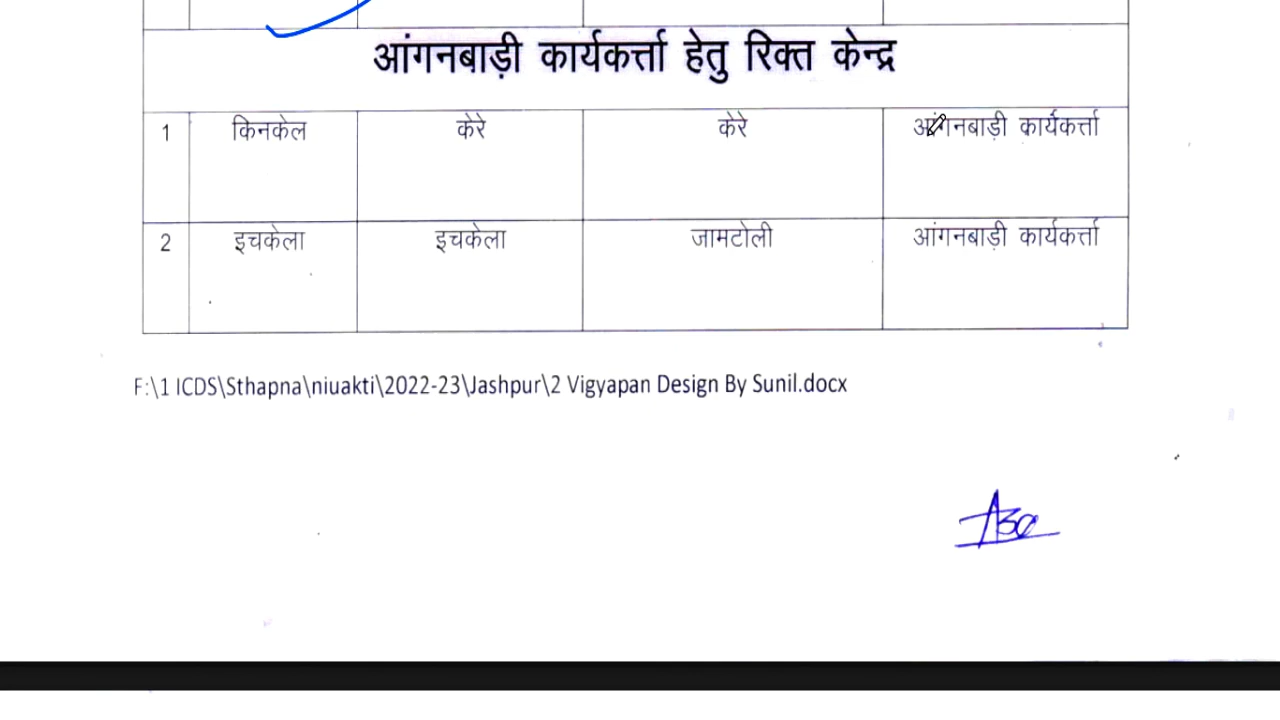 आंगनबाड़ी कार्यकर्त्ता हेतु रिक्त केन्द्र
1 किनकेल केरे केरे आंगनबाड़ी कार्यकर्त्ता
2 इचकेला इचकेला जामटोली आंगनबाड़ी कार्यकर्त्ता
F:\1 ICDS\Sthapna\niuakti\2022-23\Jashpur\2 Vigyapan Design By Sunil.docx